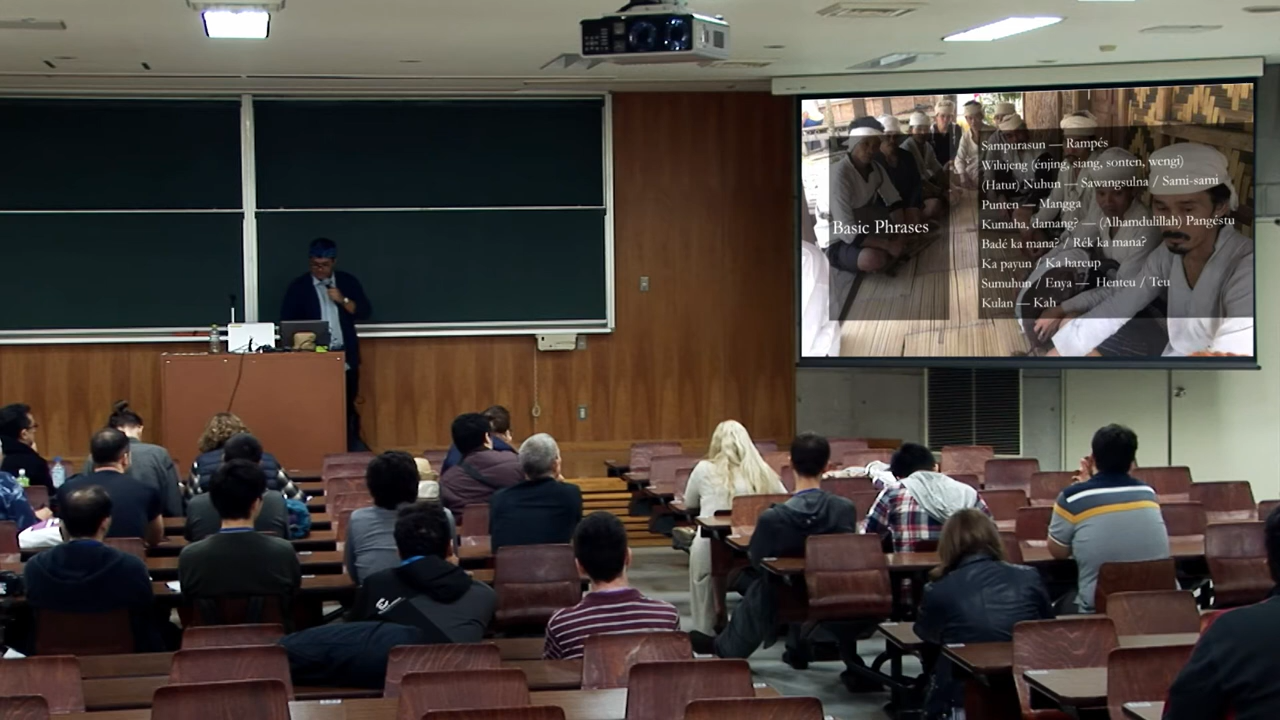 Basic Phrases
Sampurasun — Rampés
Wilujeng (énjing, siang, sonten, wengi)
(Hatur) Nuhun — Sawangsulna / Sami-sami
Punten — Mangga
Kumaha, damang? — (Alhamdulillah) Pangéstu
Badé ka mana? / Rék ka mana?
Ka payun / Ka hareup
Sumuhun / Enya — Henteu / Teu
Kulan — Kah